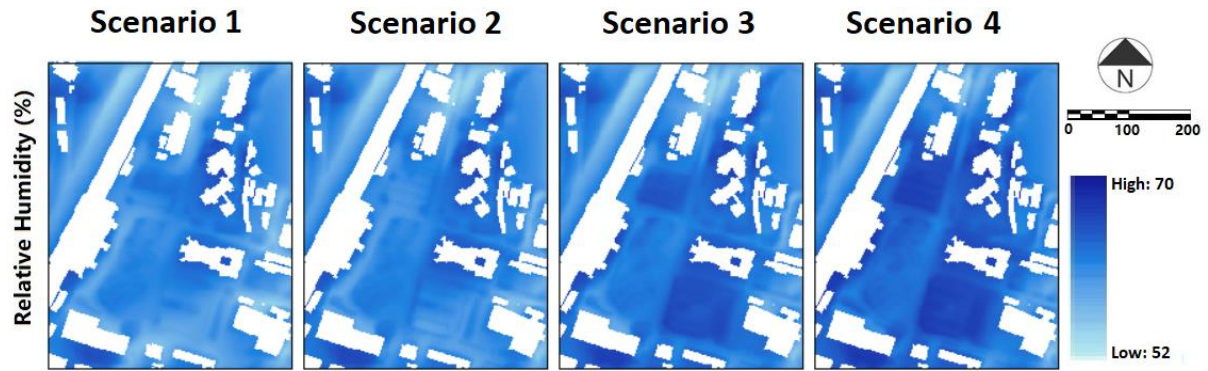 Scenario 1
Scenario 2
Scenario 3
Scenario 4
Relative Humidity (%)
N
0 100 200
High: 70
Low: 52